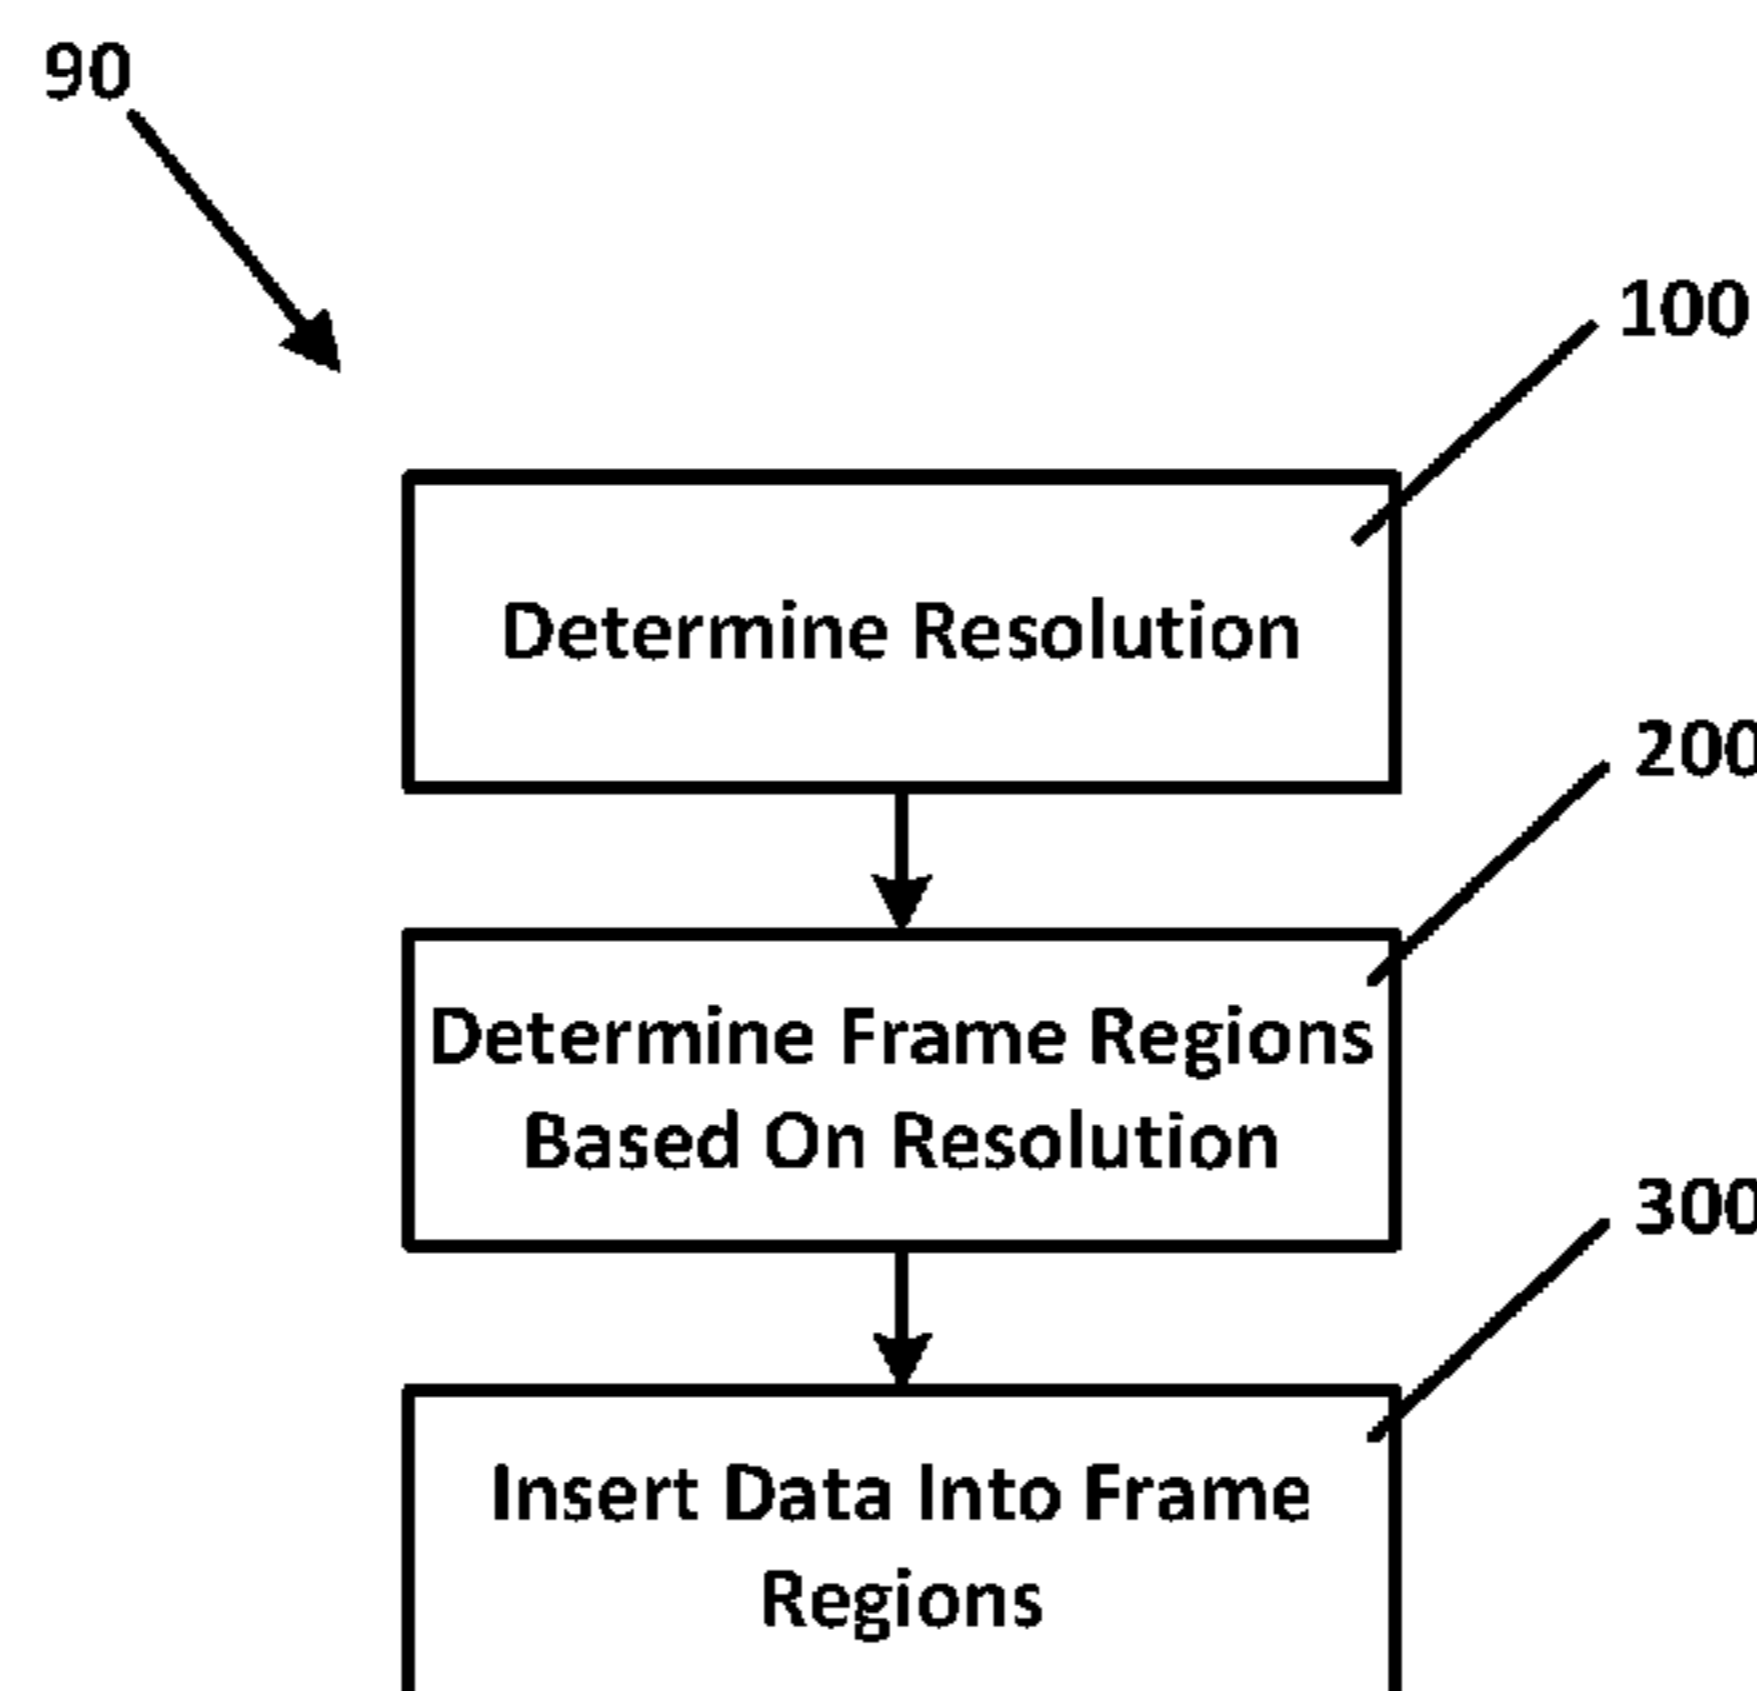 90
100
Determine Resolution
200
Determine Frame Regions
Based On Resolution
300
Insert Data Into Frame
Regions